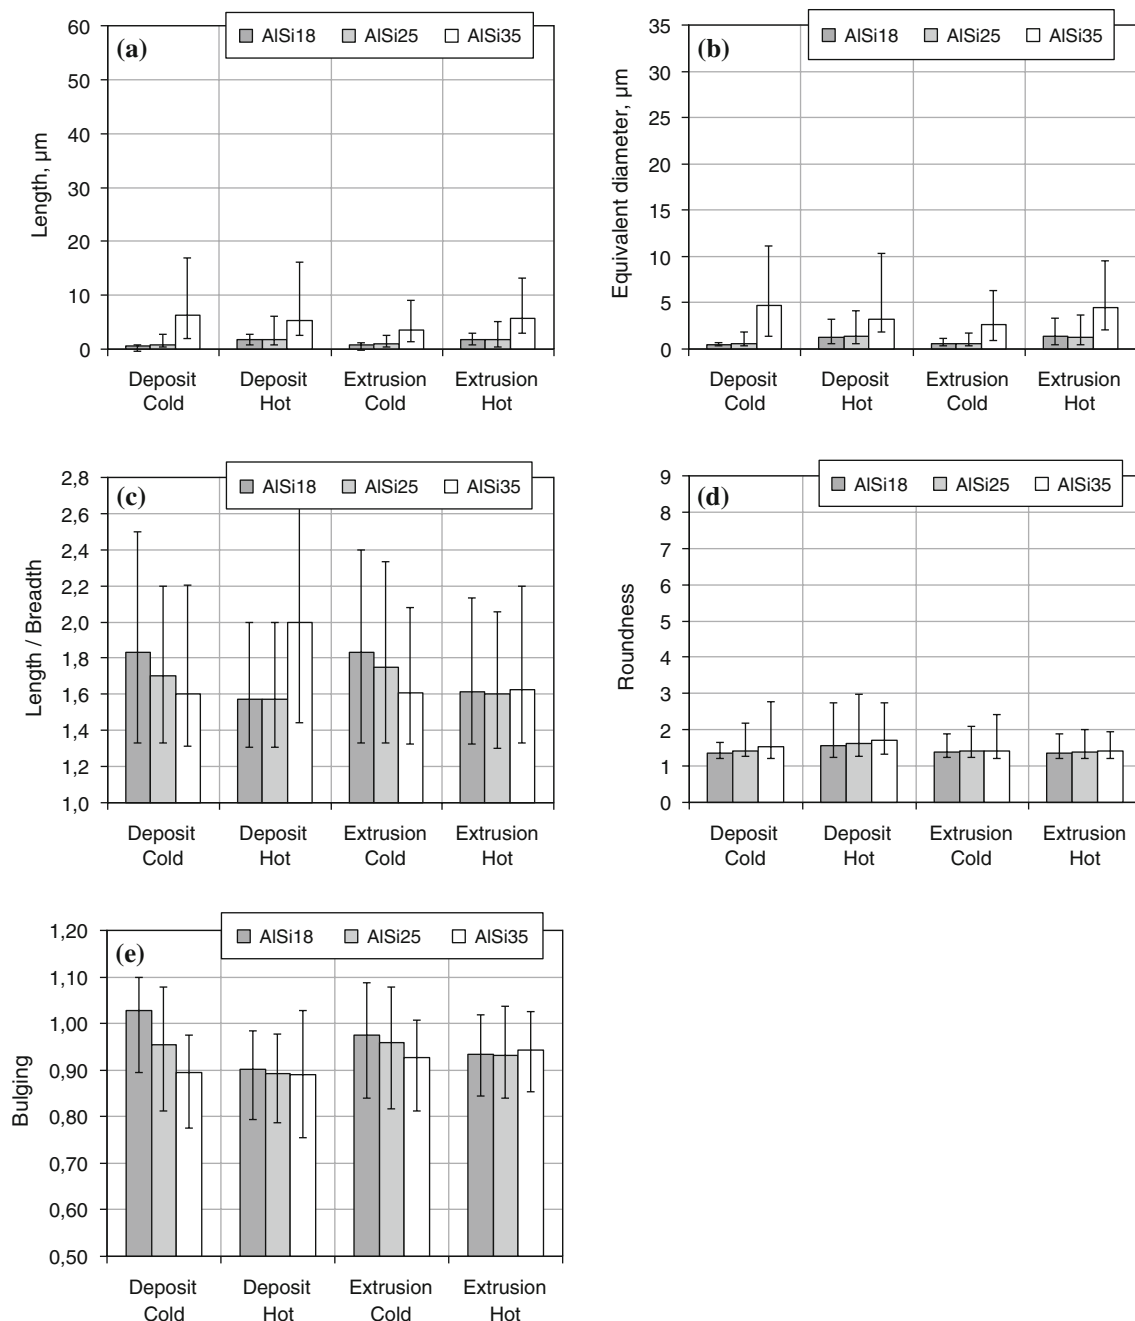 (a)
AlSi18 AlSi25 AlSi35
Length, µm
60
50
40
30
20
10
0
Deposit Cold
Deposit Hot
Extrusion Cold
Extrusion Hot
(b)
AlSi18 AlSi25 AlSi35
Equivalent diameter, µm
35
30
25
20
15
10
5
0
Deposit Cold
Deposit Hot
Extrusion Cold
Extrusion Hot
(c)
AlSi18 AlSi25 AlSi35
Length / Breadth
2,8
2,6
2,4
2,2
2,0
1,8
1,6
1,4
1,2
1,0
Deposit Cold
Deposit Hot
Extrusion Cold
Extrusion Hot
(d)
AlSi18 AlSi25 AlSi35
Roundness
9
8
7
6
5
4
3
2
1
0
Deposit Cold
Deposit Hot
Extrusion Cold
Extrusion Hot
(e)
AlSi18 AlSi25 AlSi35
Bulging
1,20
1,10
1,00
0,90
0,80
0,70
0,60
0,50
Deposit Cold
Deposit Hot
Extrusion Cold
Extrusion Hot